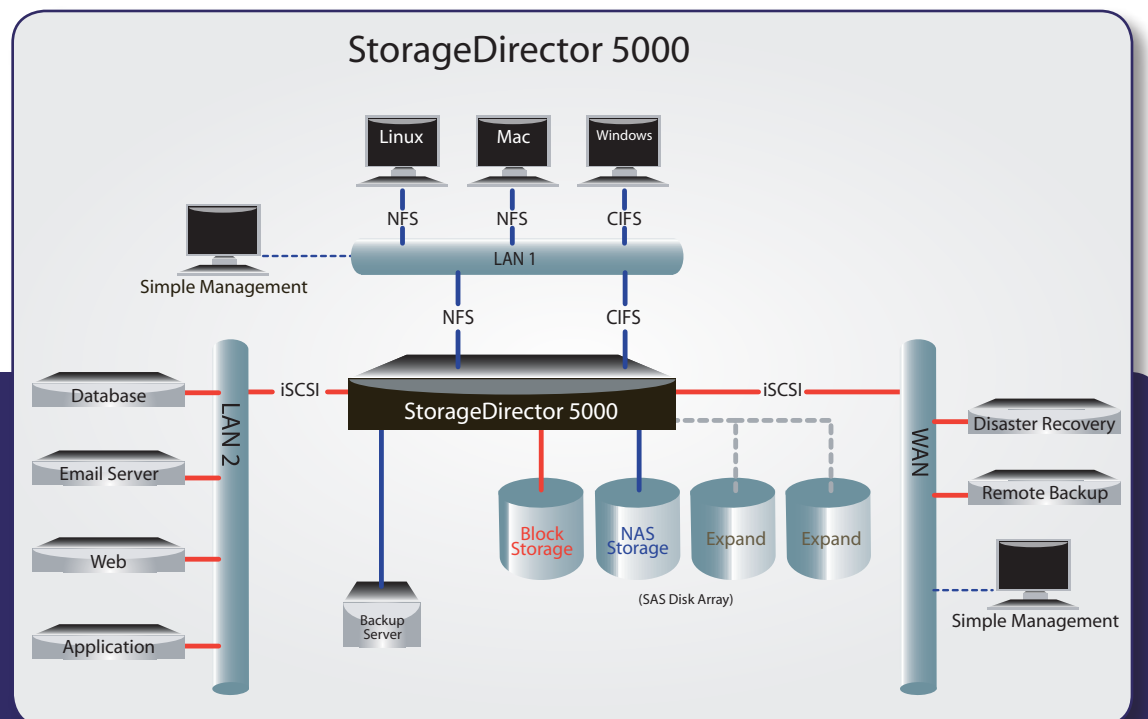 StorageDirector 5000
Linux
Mac
Windows
NFS
NFS
CIFS
LAN 1
Simple Management
NFS
CIFS
Database
iSCSI
StorageDirector 5000
iSCSI
LAN 2
WAN
Disaster Recovery
Email Server
Remote Backup
Block
Storage
NAS
Storage
Expand
Expand
Web
(SAS Disk Array)
Backup
Server
Simple Management
Application